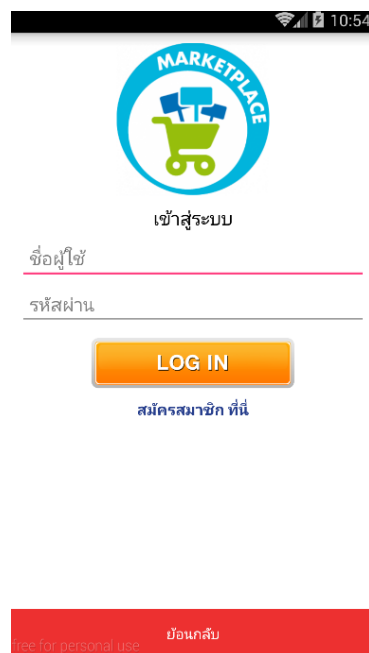 10:54
MARKETPLACE
เข้าสู่ระบบ
ชื่อผู้ใช้
รหัสผ่าน
LOG IN
สมัครสมาชิก ที่นี่
ย้อนกลับ
free for personal use